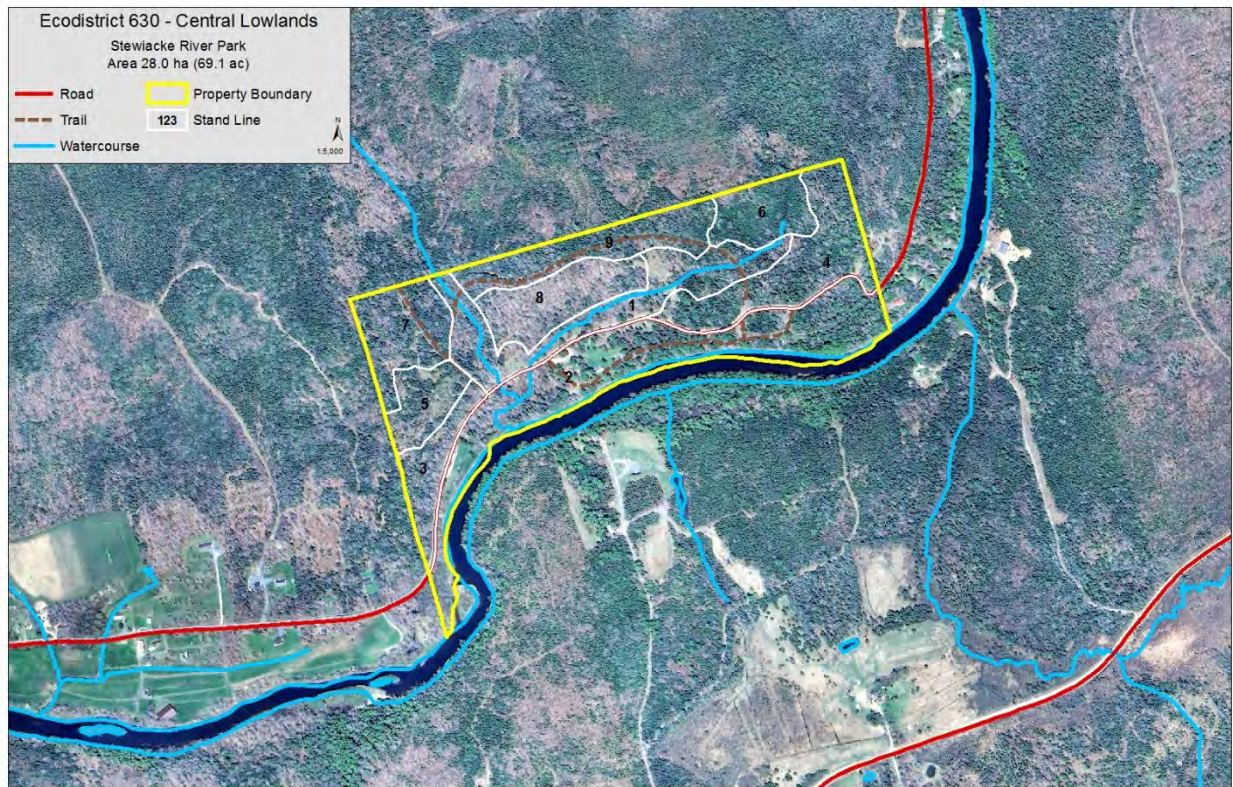 Ecodistrict 630 - Central Lowlands
Stewiacke River Park
Area 28.0 ha (69.1 ac)
Road
Property Boundary
Trail
123
Stand Line
Watercourse
N
1:5,000
6
9
4
8
1
7
2
5
3